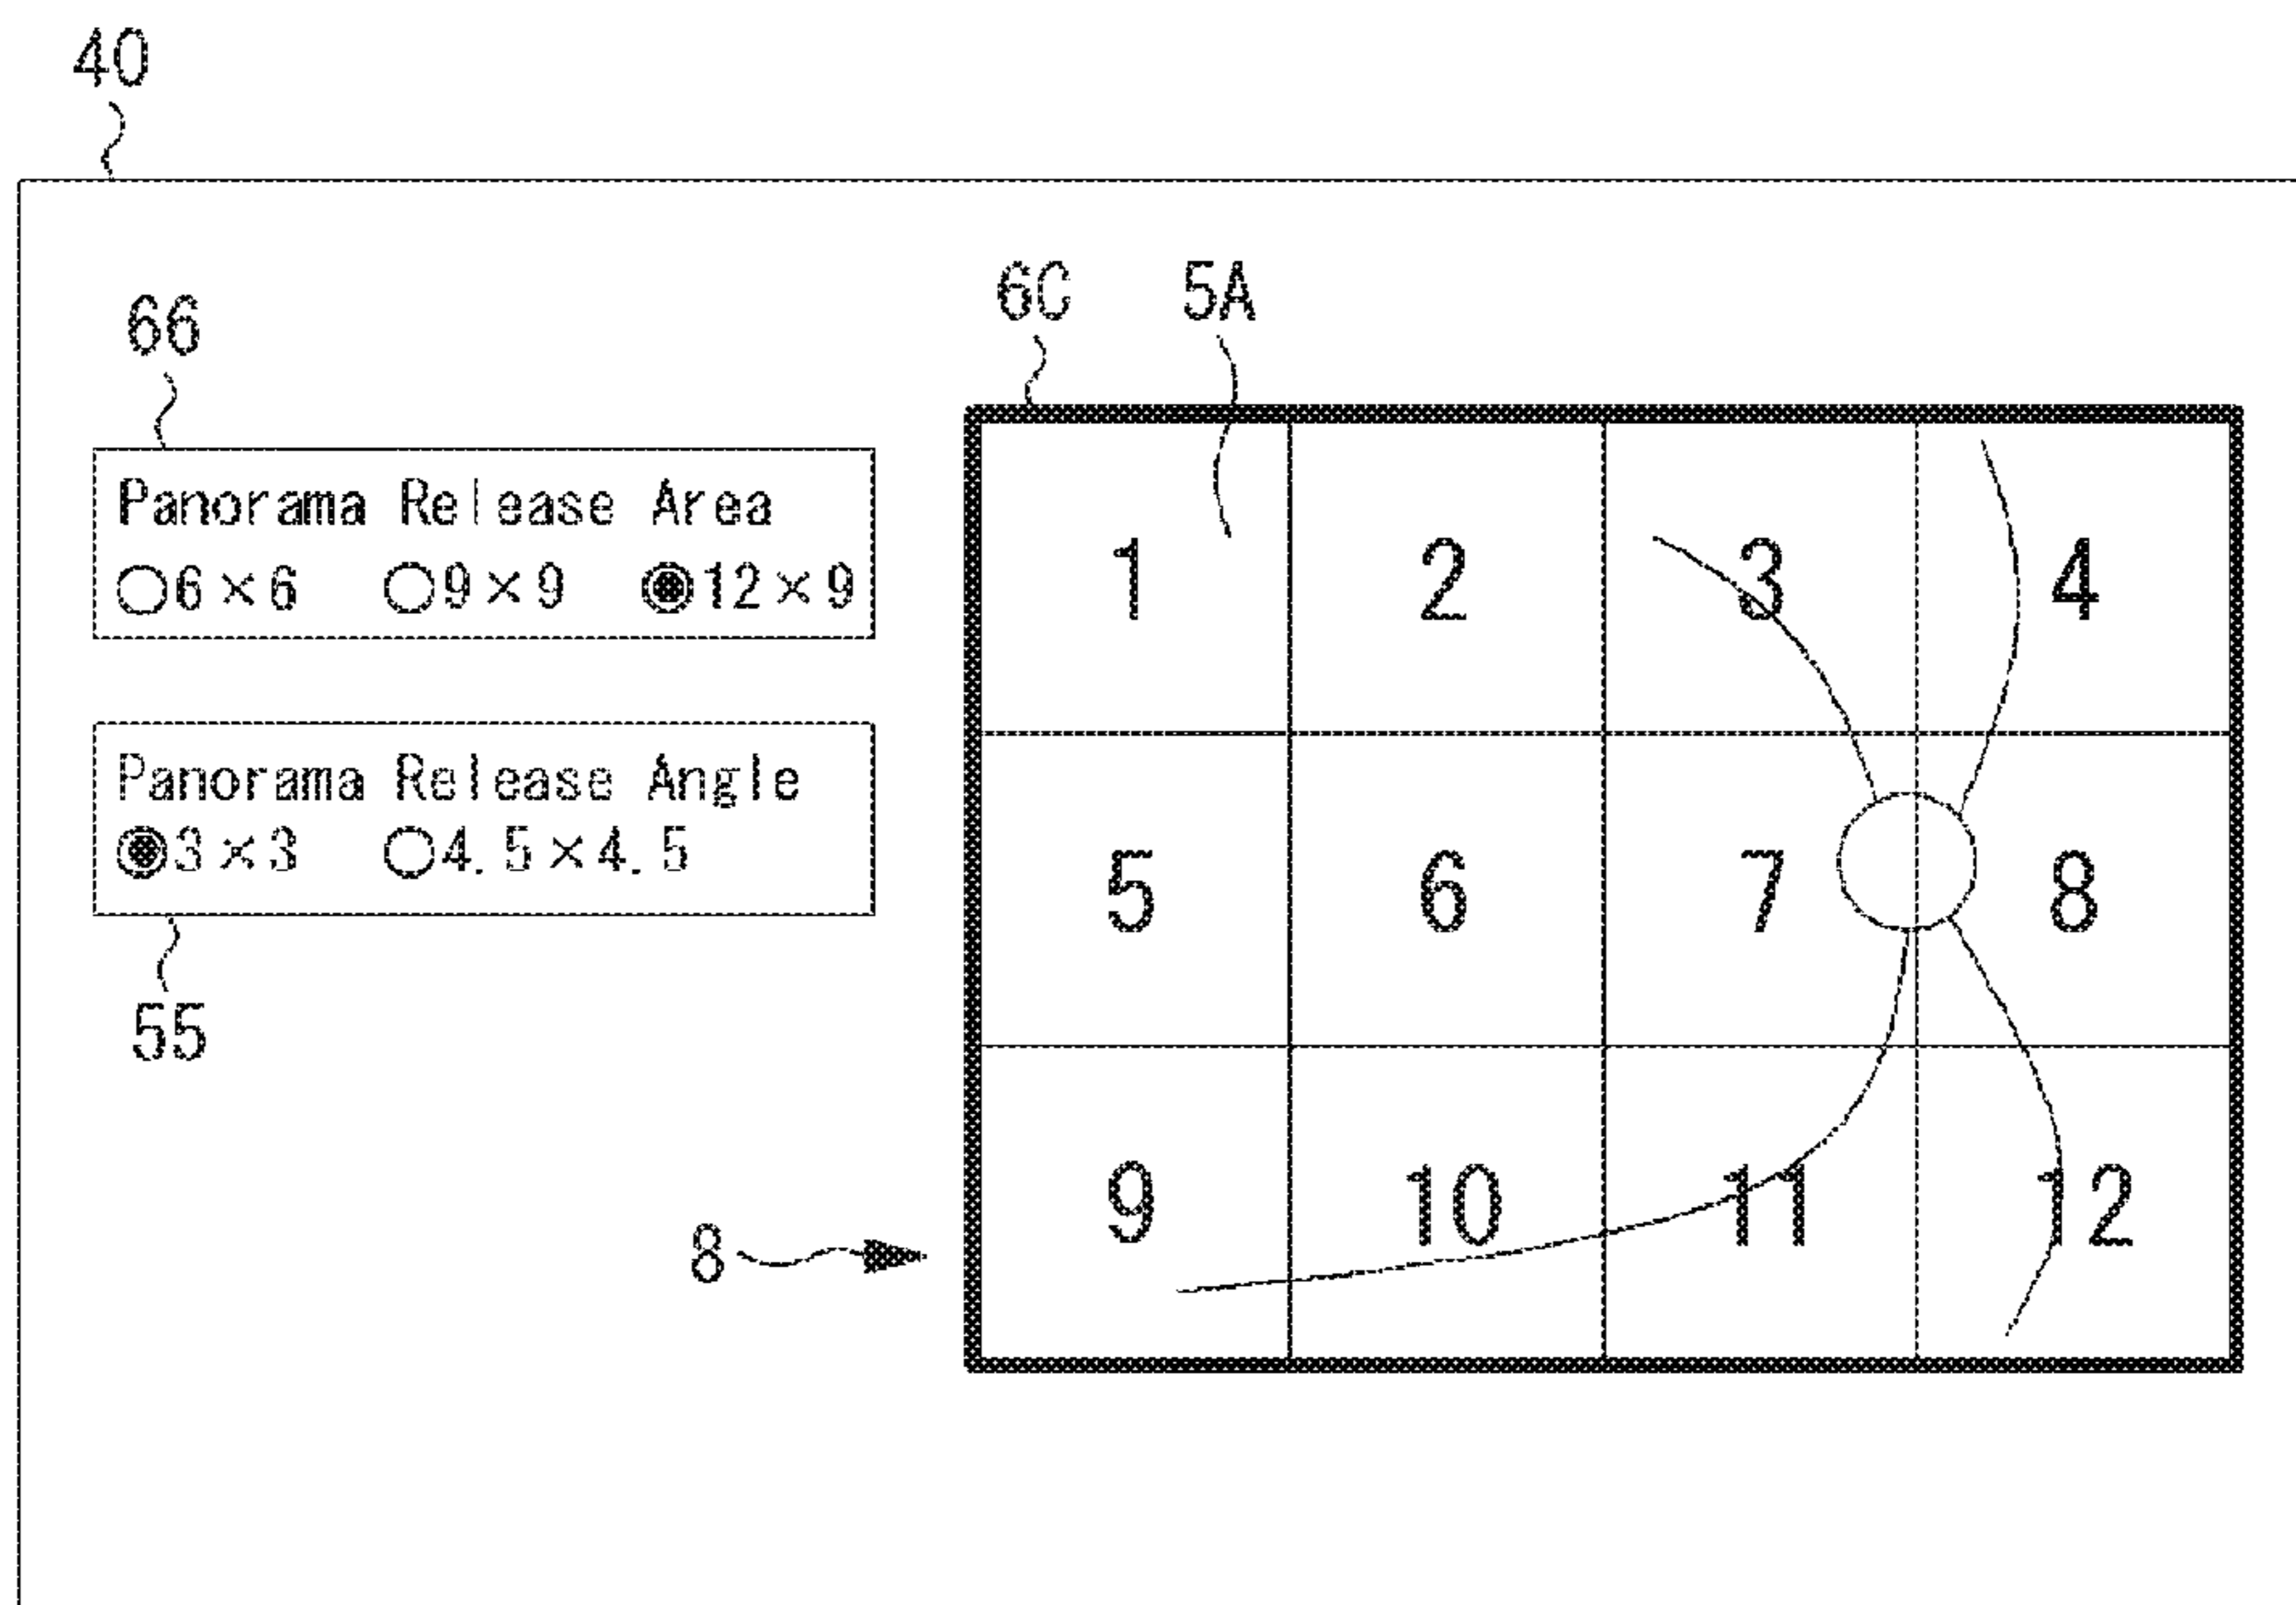 40
6C 5A
66
Panorama Release Area
○6×6 ○9×9 ◉12×9
Panorama Release Angle
◉3×3 ○4.5×4.5
55
1 2 3 4
5 6 7 8
9 10 11 12
8